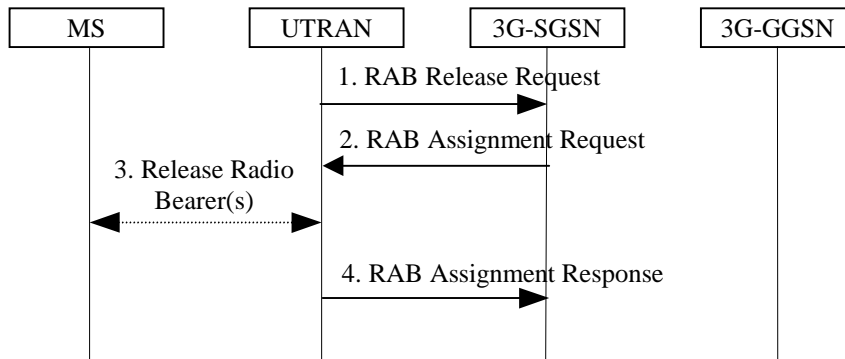 MS
UTRAN
3G-SGSN
3G-GGSN
1. RAB Release Request
2. RAB Assignment Request
3. Release Radio
Bearer(s)
4. RAB Assignment Response